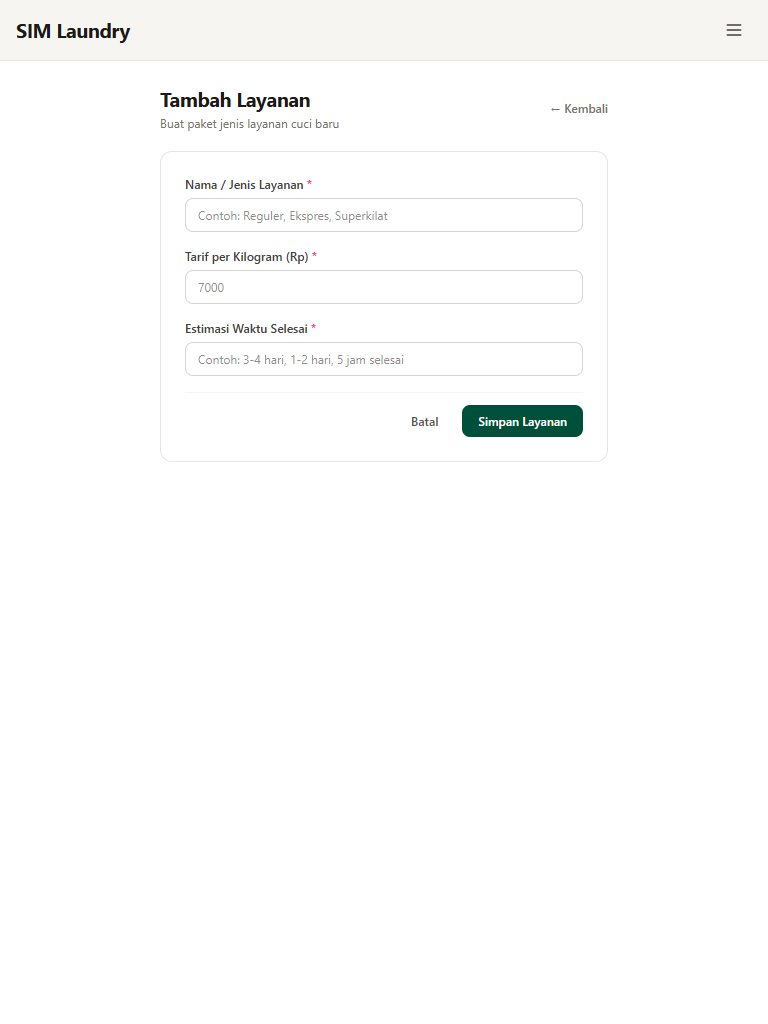 SIM Laundry
Tambah Layanan
Buat paket jenis layanan cuci baru
← Kembali
Nama / Jenis Layanan *
Contoh: Reguler, Ekspres, Superkilat
Tarif per Kilogram (Rp) *
7000
Estimasi Waktu Selesai *
Contoh: 3-4 hari, 1-2 hari, 5 jam selesai
Batal
Simpan Layanan